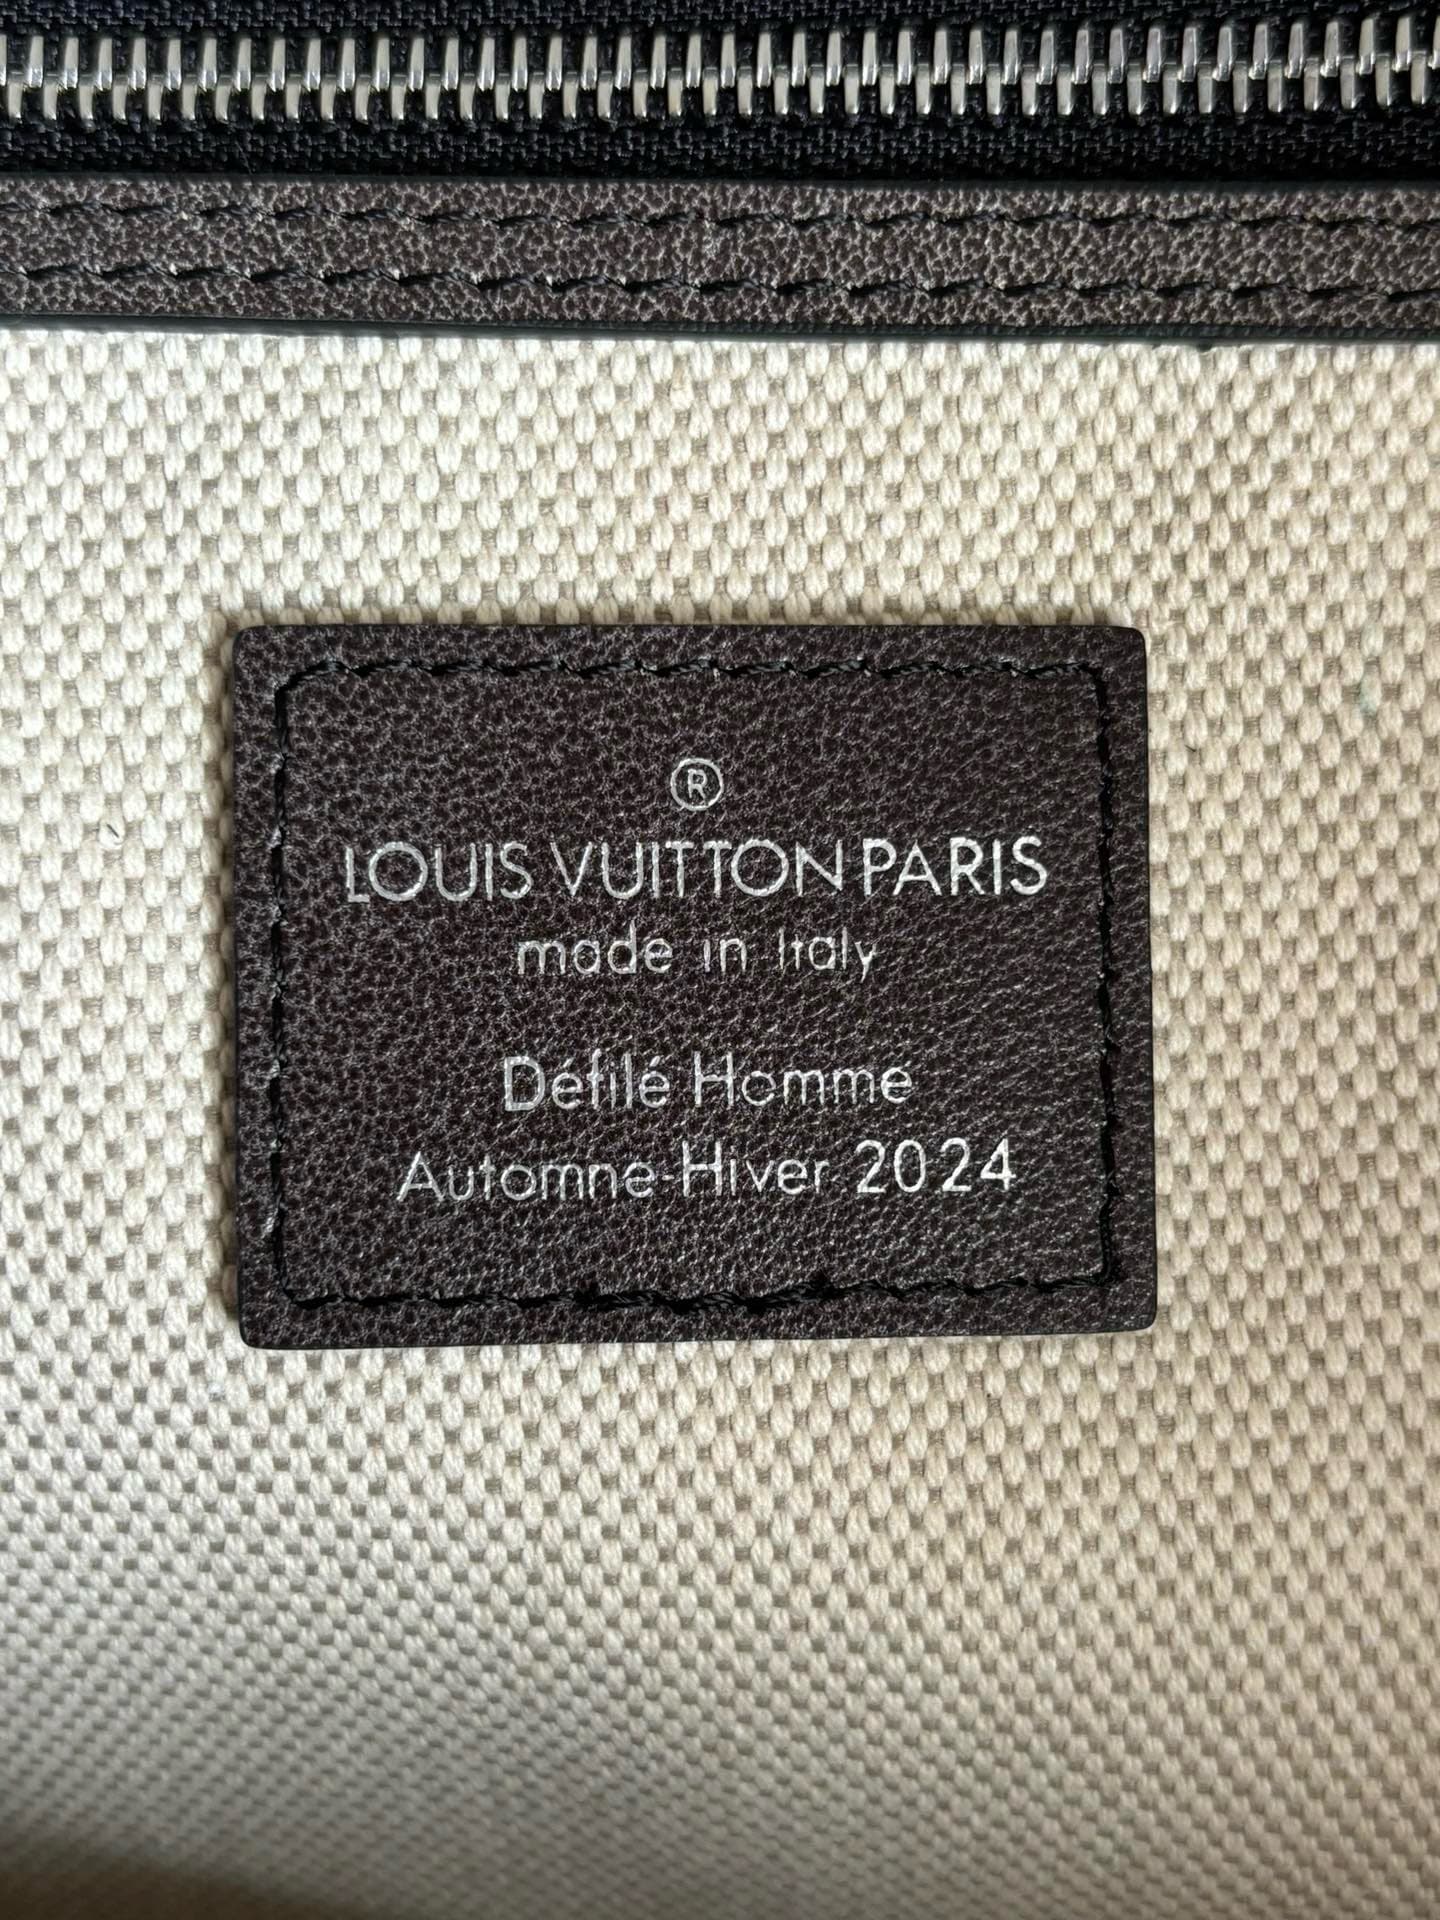 ®
LOUIS VUITTON PARIS
made in Italy
Défilé Homme
Automne-Hiver 2024